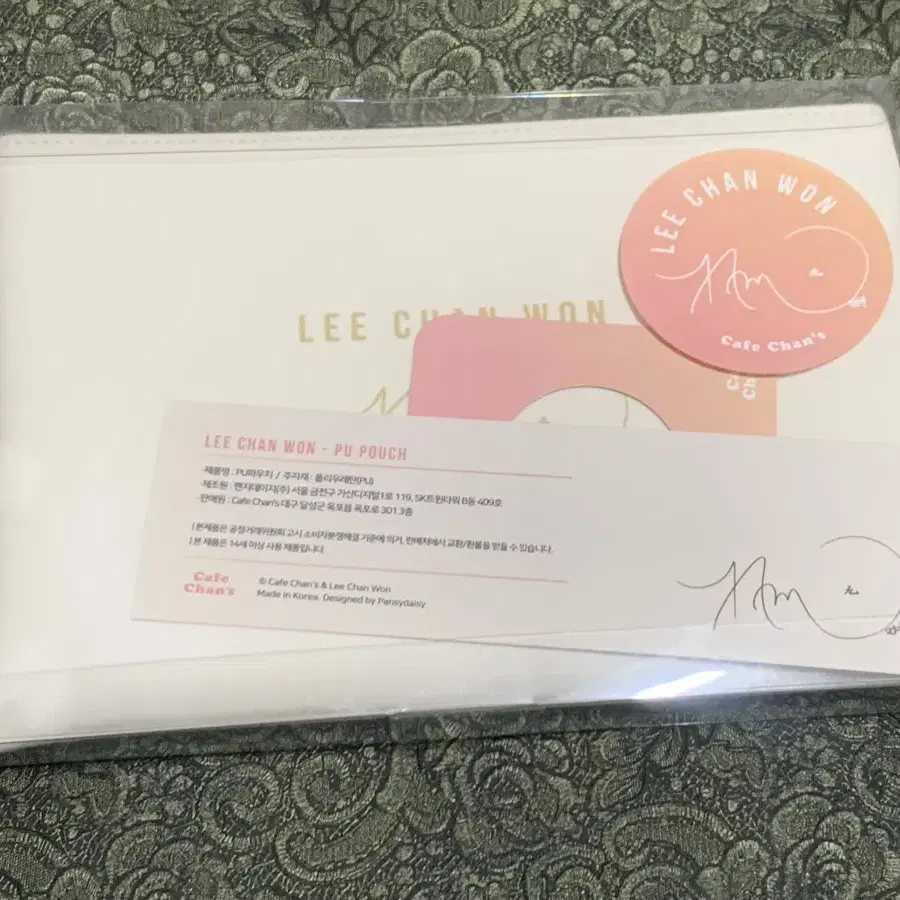 LEE CHAN WON
Cafe Chan's
LEE CHAN WON
LEE CHAN WON - PU POUCH
·제품명 : PU파우치 / 주자재 : 폴리우레탄(PU)
·제조원 : 팬지데이지(주) 서울 금천구 가산디지털1로 119, SK트윈타워 B동 409호
·판매원 : Cafe Chan's 대구 달성군 옥포읍 옥포로 301 3층
| 본제품은 공정거래위원회 고시 소비자분쟁해결 기준에 의거, 판매처에서 교환/환불을 받을 수 있습니다.
| 본 제품은 14세 이상 사용 제품입니다.
Cafe
Chan's
© Cafe Chan's & Lee Chan Won
Made in Korea. Designed by Pansydaisy